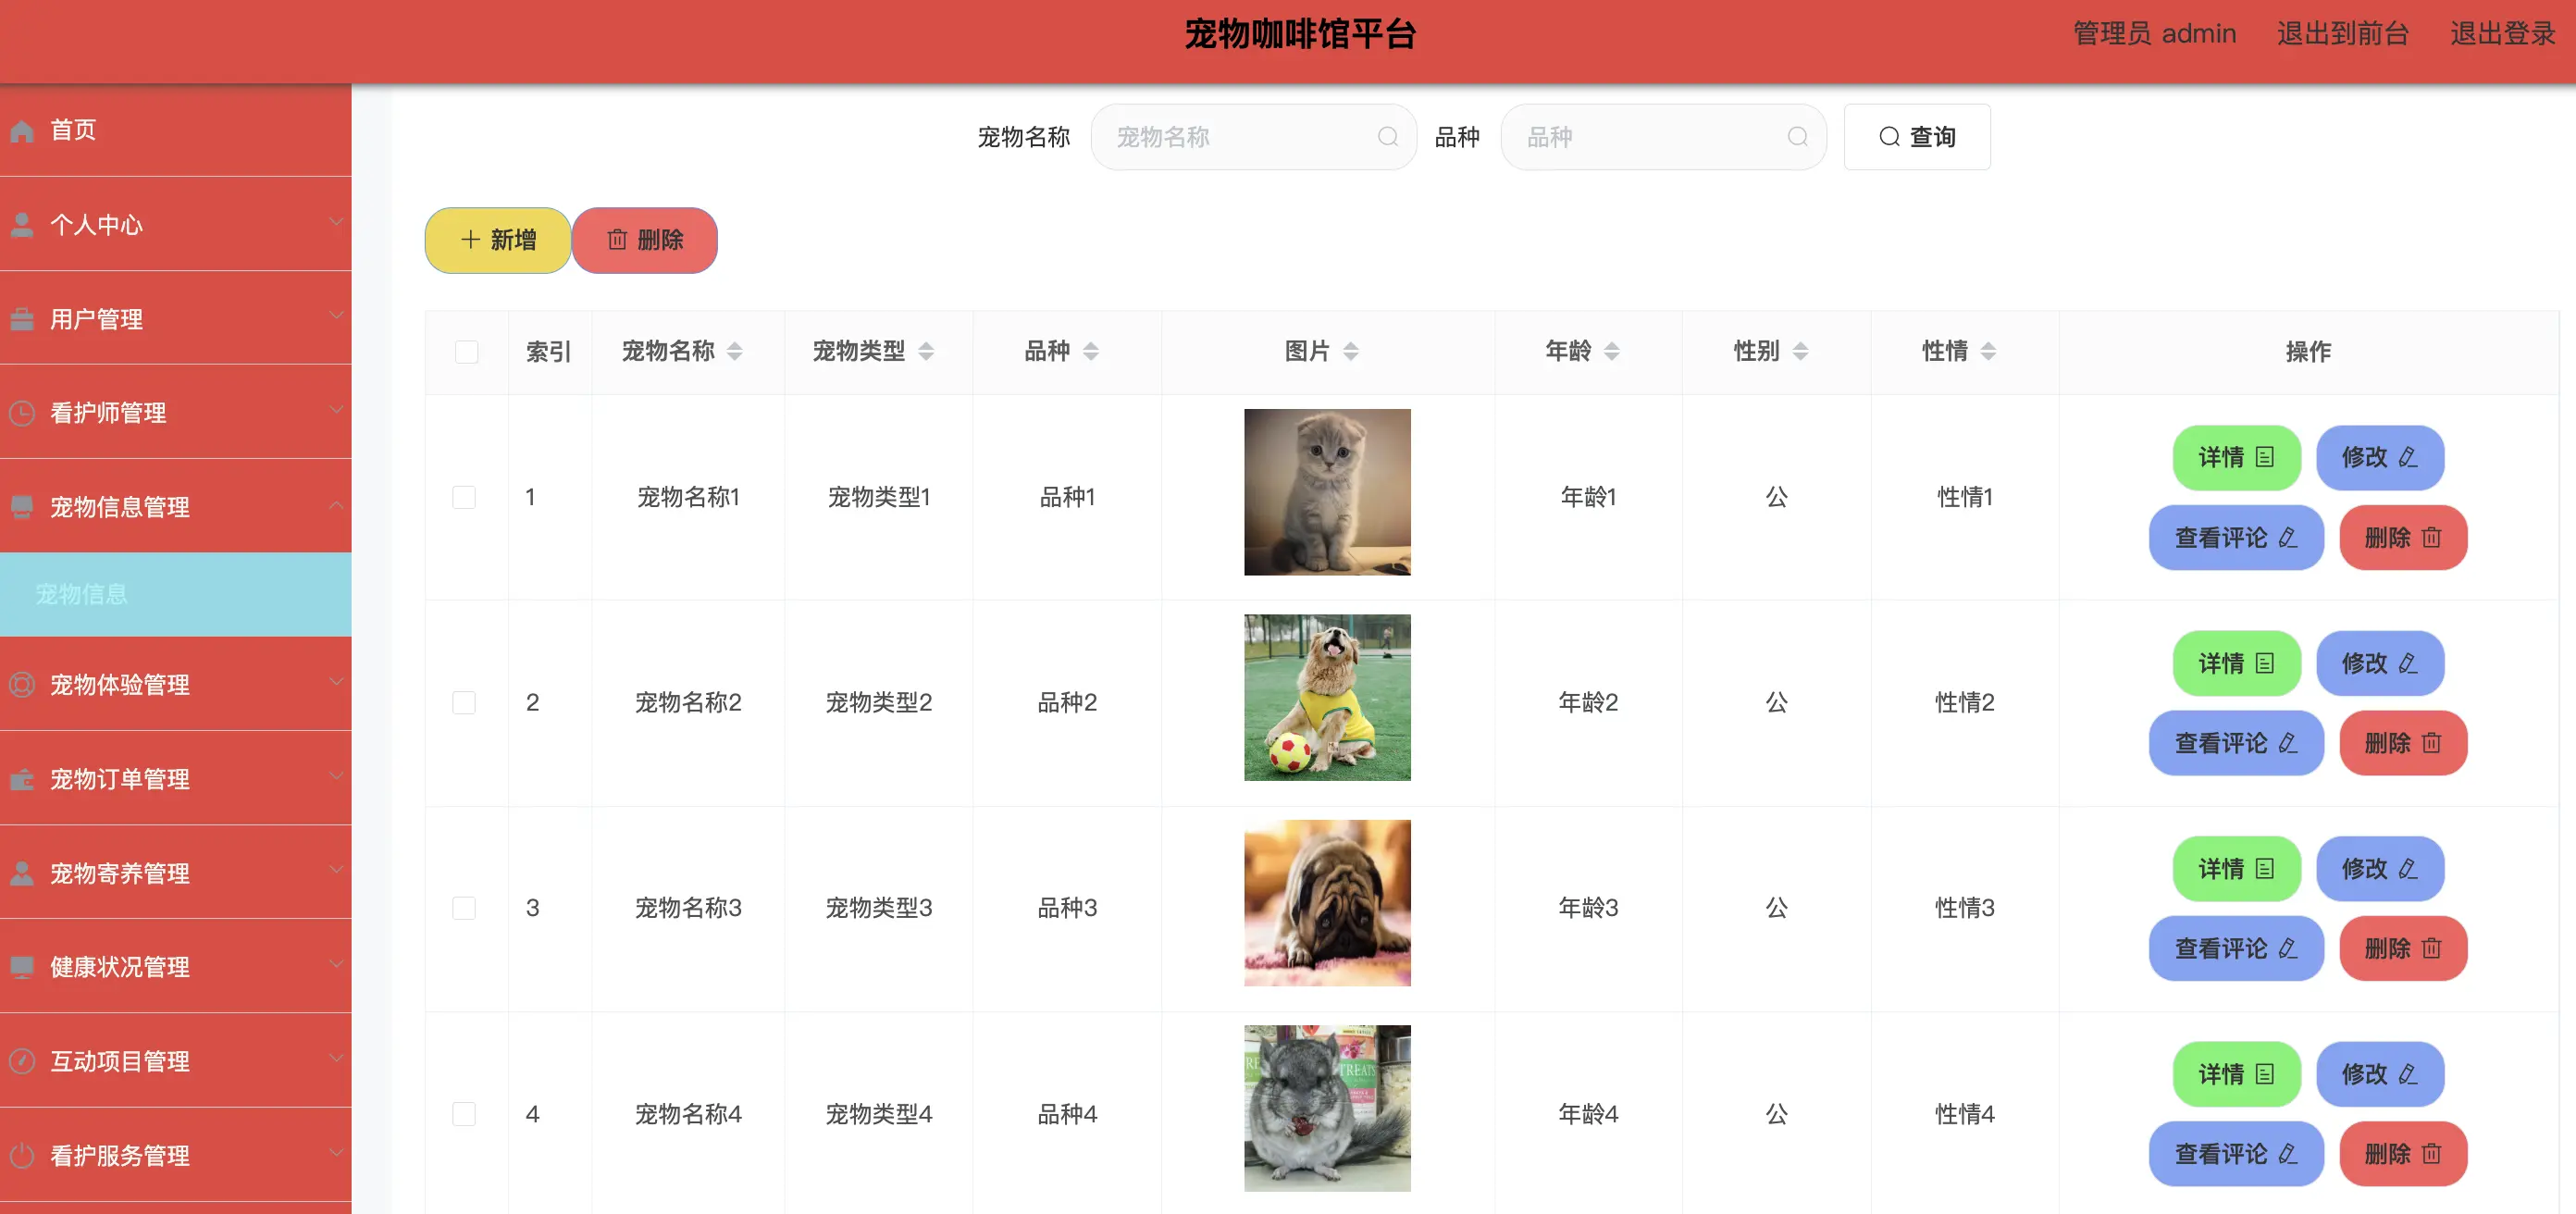 宠物咖啡馆平台
管理员 admin 退出到前台 退出登录
首页
个人中心
用户管理
看护师管理
宠物信息管理
宠物信息
宠物体验管理
宠物订单管理
宠物寄养管理
健康状况管理
互动项目管理
看护服务管理
宠物名称 宠物名称 品种 品种 查询
新增 删除
索引 宠物名称 宠物类型 品种 图片 年龄 性别 性情 操作
1 宠物名称1 宠物类型1 品种1 年龄1 公 性情1 详情 修改
查看评论 删除
2 宠物名称2 宠物类型2 品种2 年龄2 公 性情2 详情 修改
查看评论 删除
3 宠物名称3 宠物类型3 品种3 年龄3 公 性情3 详情 修改
查看评论 删除
TREATS
4 宠物名称4 宠物类型4 品种4 年龄4 公 性情4 详情 修改
查看评论 删除